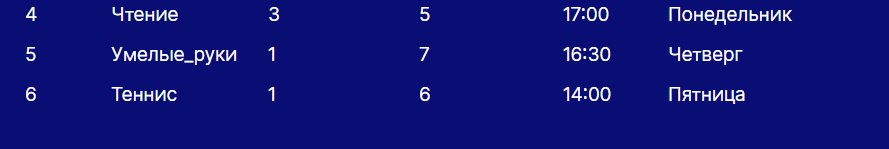 4 Чтение 3 5 17:00 Понедельник
5 Умелые_руки 1 7 16:30 Четверг
6 Теннис 1 6 14:00 Пятница